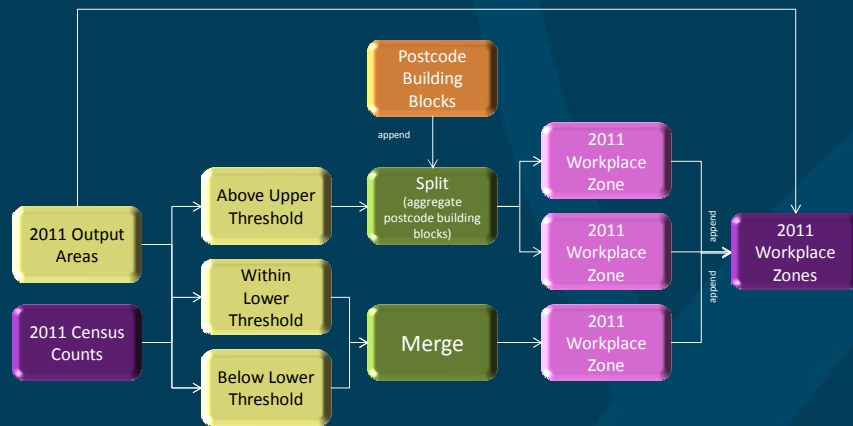 Postcode
Building
Blocks
append
2011 Output
Areas
2011 Census
Counts
Above Upper
Threshold
Within
Lower
Threshold
Below Lower
Threshold
Split
(aggregate
postcode building
blocks)
Merge
2011
Workplace
Zone
2011
Workplace
Zone
2011
Workplace
Zone
append
append
2011
Workplace
Zones